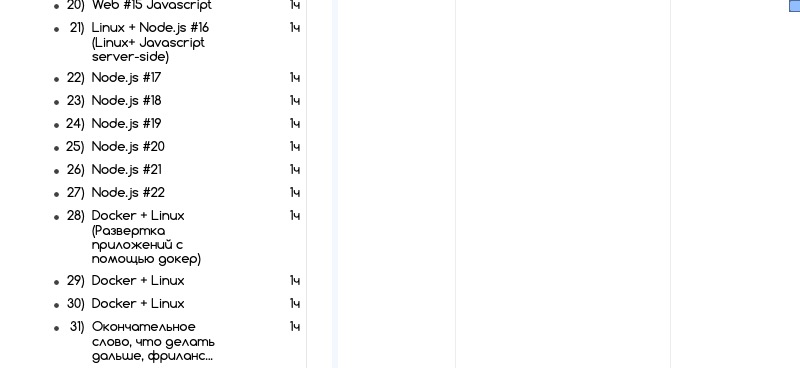 20) Web #15 Javascript 1ч
21) Linux + Node.js #16 1ч
(Linux+ Javascript
server-side)
22) Node.js #17 1ч
23) Node.js #18 1ч
24) Node.js #19 1ч
25) Node.js #20 1ч
26) Node.js #21 1ч
27) Node.js #22 1ч
28) Docker + Linux 1ч
(Развертка
приложений с
помощью докер)
29) Docker + Linux 1ч
30) Docker + Linux 1ч
31) Окончательное 1ч
слово, что делать
дальше, фриланс...